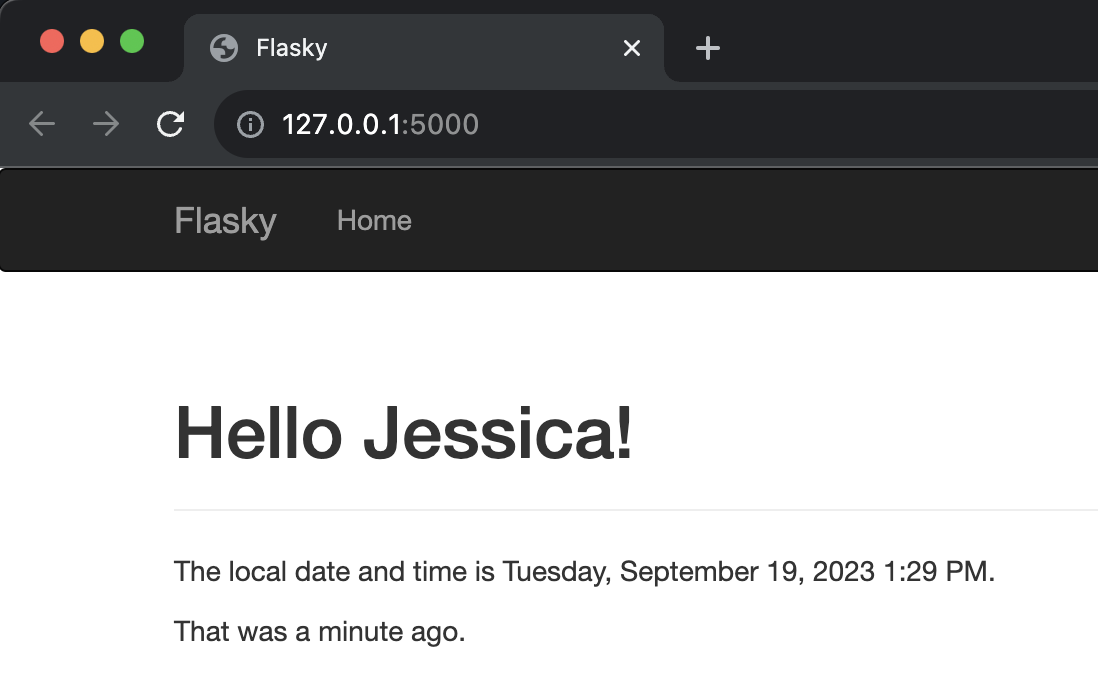 Flasky
127.0.0.1:5000
Flasky Home
Hello Jessica!
The local date and time is Tuesday, September 19, 2023 1:29 PM.
That was a minute ago.